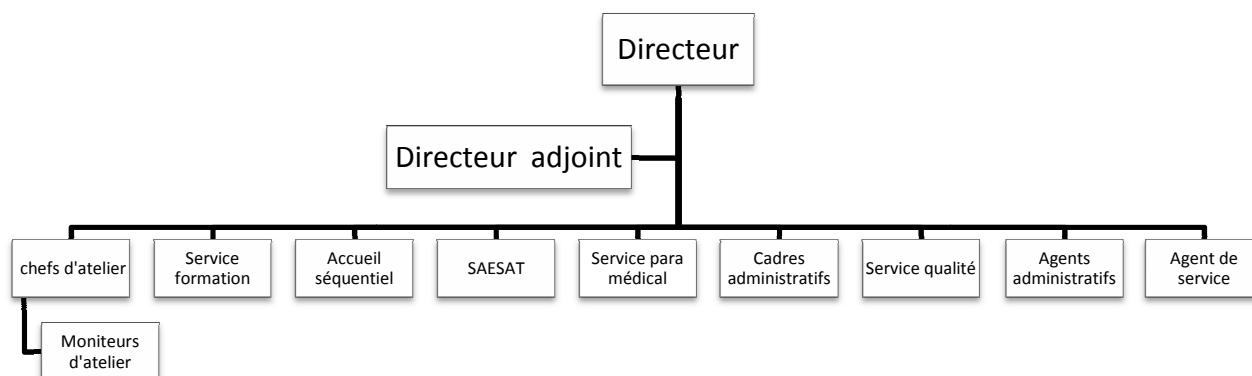 Directeur
Directeur adjoint
chefs d'atelier
Service
formation
Accueil
séquentiel
SAESAT
Service para
médical
Cadres
administratifs
Service qualité
Agents
administratifs
Agent de
service
Moniteurs
d'atelier